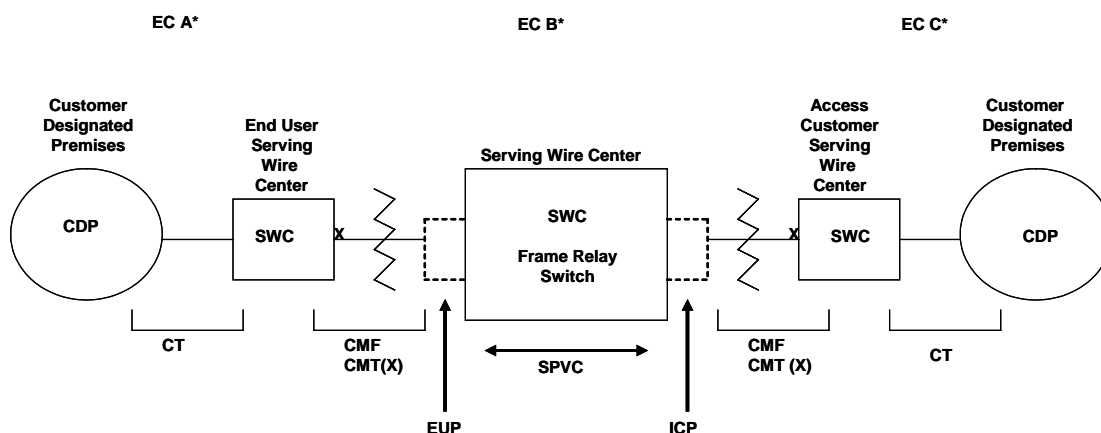 EC A*
EC B*
EC C*
Customer
Designated
Premises
End User
Serving
Wire
Center
Serving Wire Center
Access
Customer
Serving
Wire
Center
Customer
Designated
Premises
CDP
SWC
X
SWC
Frame Relay
Switch
X
SWC
CDP
CT
CMF
CMT(X)
SPVC
CMF
CMT (X)
CT
EUP
ICP